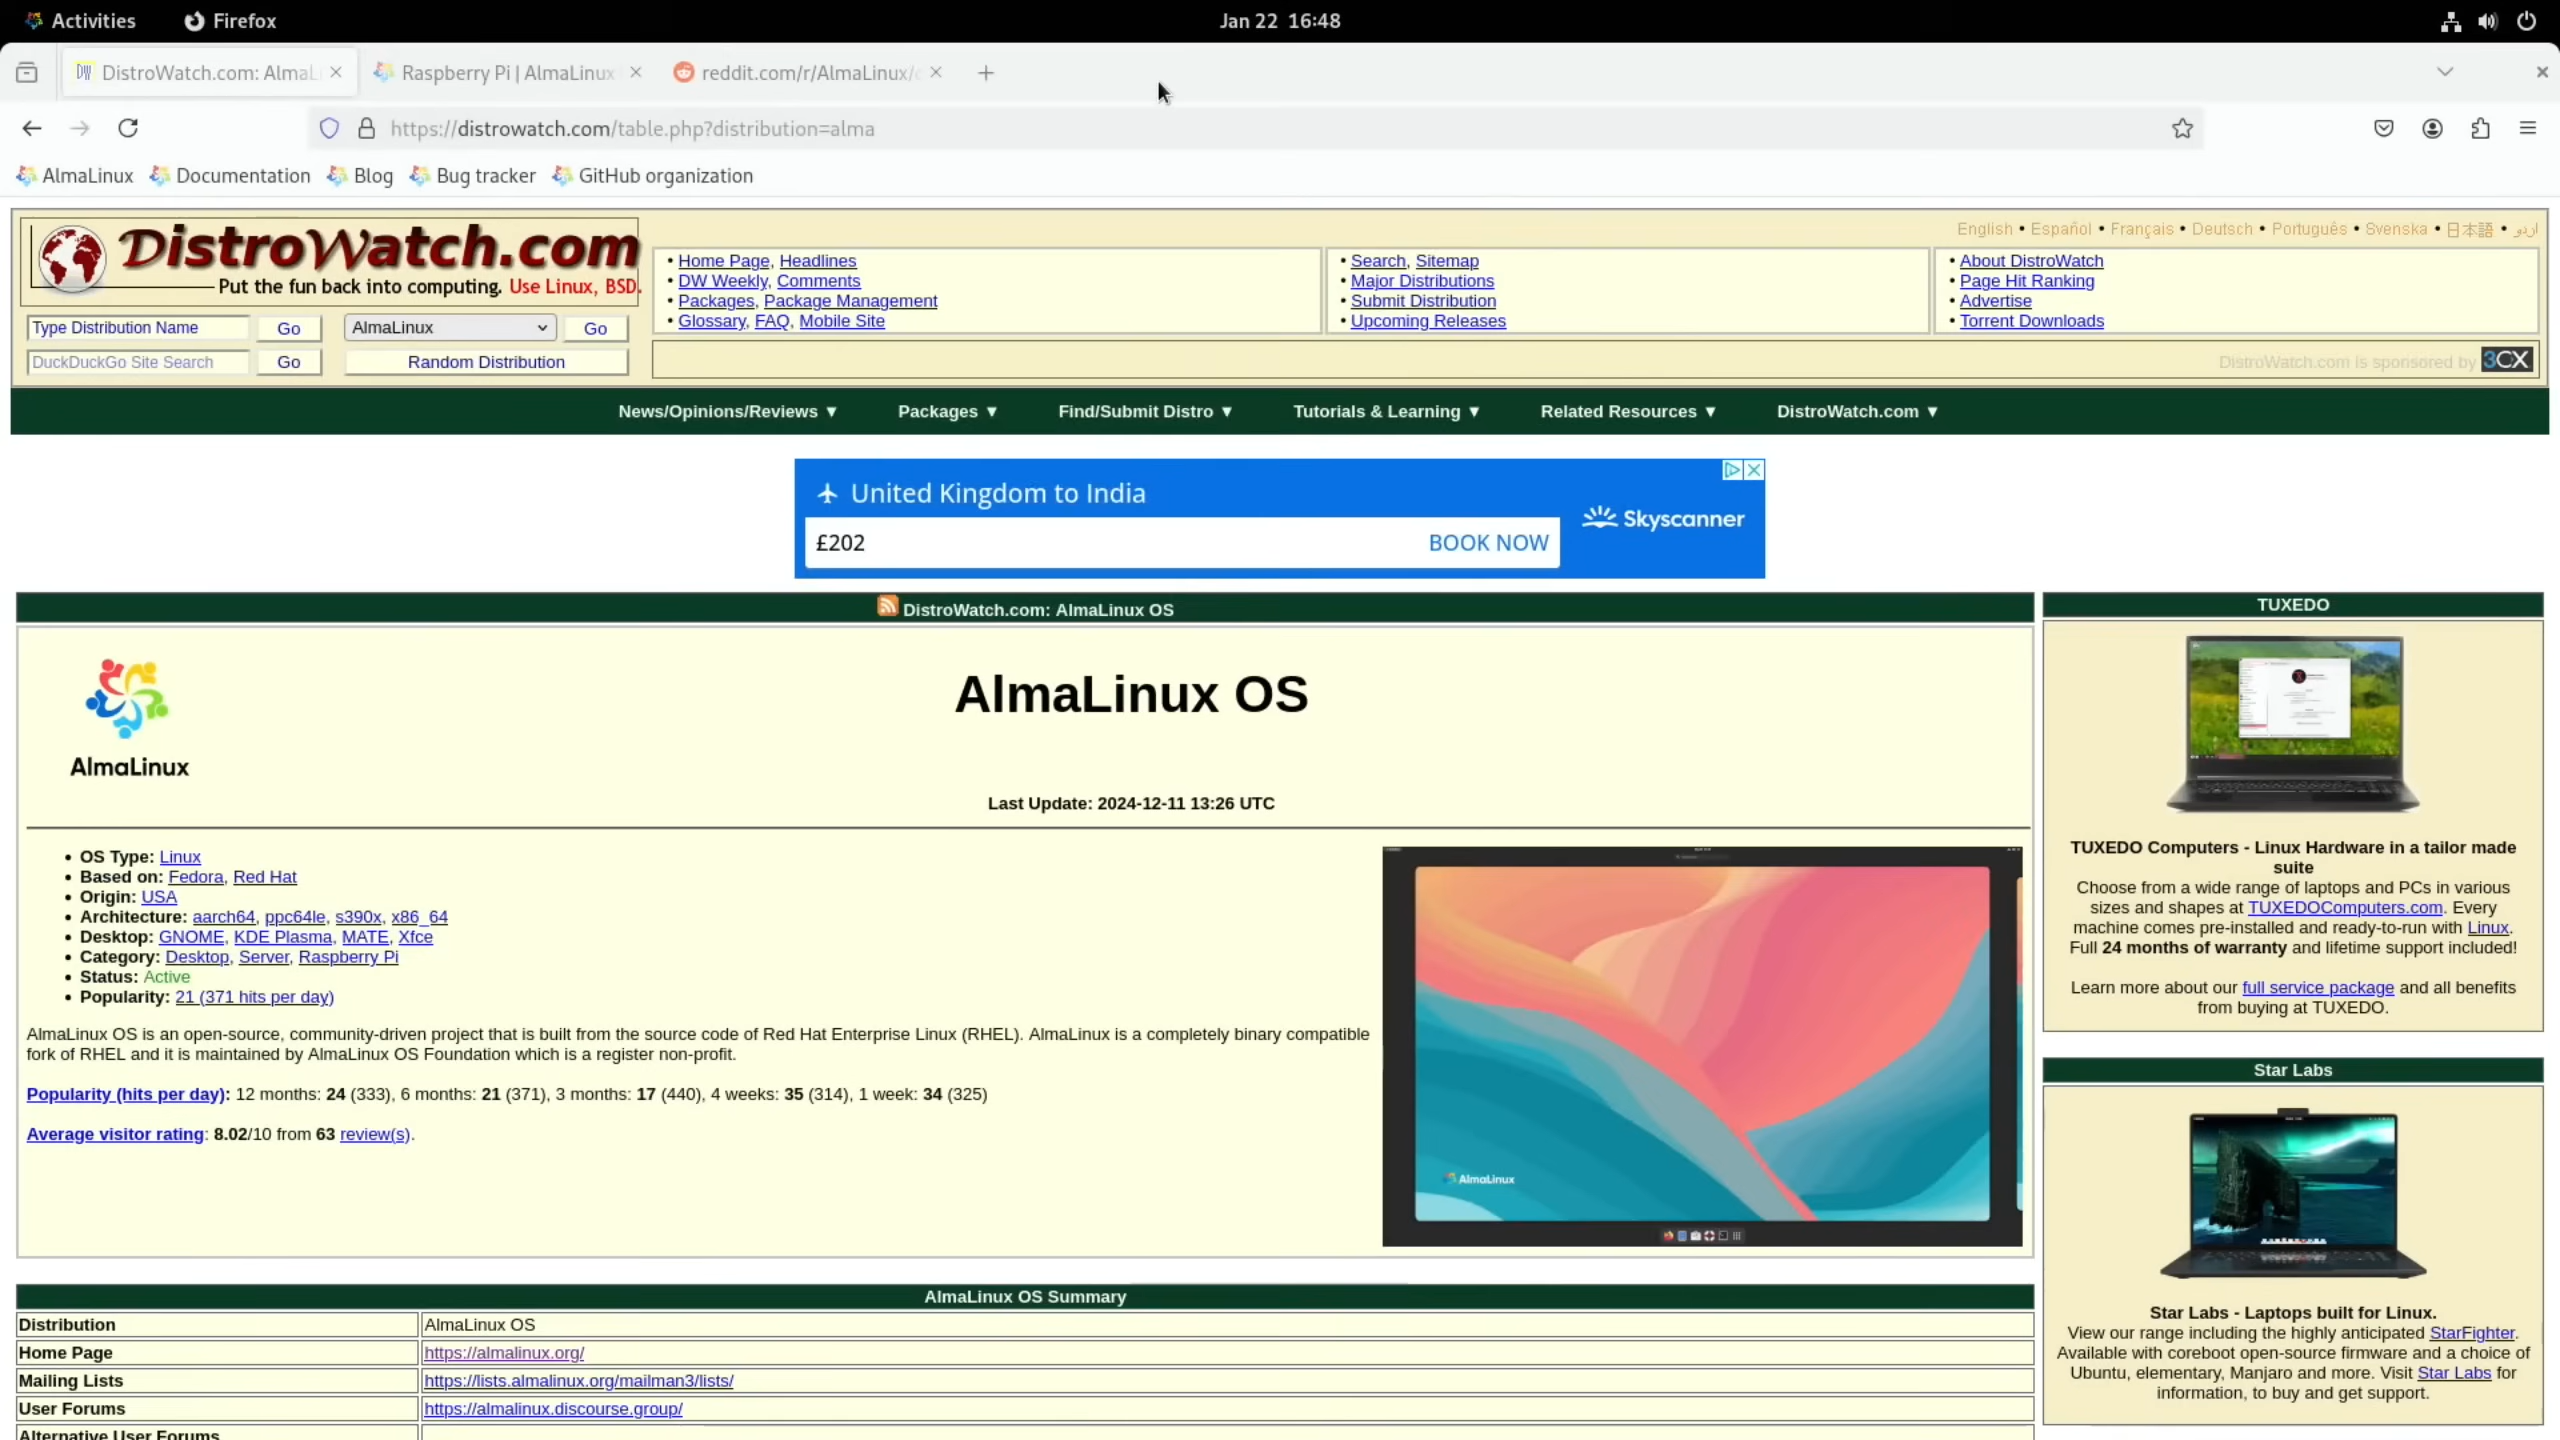 Activities Firefox Jan 22 16:48
DistroWatch.com: AlmaL Raspberry Pi | AlmaLinux reddit.com/r/AlmaLinux/
https://distrowatch.com/table.php?distribution=alma
AlmaLinux Documentation Blog Bug tracker GitHub organization
DistroWatch.com
Put the fun back into computing. Use Linux, BSD.
Type Distribution Name Go AlmaLinux Go
DuckDuckGo Site Search Go Random Distribution
English • Español • Français • Deutsch • Português • Svenska • 日本語 • اردو
• Home Page, Headlines
• DW Weekly, Comments
• Packages, Package Management
• Glossary, FAQ, Mobile Site
• Search, Sitemap
• Major Distributions
• Submit Distribution
• Upcoming Releases
• About DistroWatch
• Page Hit Ranking
• Advertise
• Torrent Downloads
DistroWatch.com is sponsored by 3CX
News/Opinions/Reviews ▼ Packages ▼ Find/Submit Distro ▼ Tutorials & Learning ▼ Related Resources ▼ DistroWatch.com ▼
United Kingdom to India
£202 BOOK NOW
Skyscanner
DistroWatch.com: AlmaLinux OS
AlmaLinux
AlmaLinux OS
Last Update: 2024-12-11 13:26 UTC
• OS Type: Linux
• Based on: Fedora, Red Hat
• Origin: USA
• Architecture: aarch64, ppc64le, s390x, x86_64
• Desktop: GNOME, KDE Plasma, MATE, Xfce
• Category: Desktop, Server, Raspberry Pi
• Status: Active
• Popularity: 21 (371 hits per day)
AlmaLinux OS is an open-source, community-driven project that is built from the source code of Red Hat Enterprise Linux (RHEL). AlmaLinux is a completely binary compatible
fork of RHEL and it is maintained by AlmaLinux OS Foundation which is a register non-profit.
Popularity (hits per day): 12 months: 24 (333), 6 months: 21 (371), 3 months: 17 (440), 4 weeks: 35 (314), 1 week: 34 (325)
Average visitor rating: 8.02/10 from 63 review(s).
AlmaLinux
AlmaLinux OS Summary
Distribution AlmaLinux OS
Home Page https://almalinux.org/
Mailing Lists https://lists.almalinux.org/mailman3/lists/
User Forums https://almalinux.discourse.group/
Alternative User Forums
TUXEDO
TUXEDO Computers - Linux Hardware in a tailor made
suite
Choose from a wide range of laptops and PCs in various
sizes and shapes at TUXEDOComputers.com. Every
machine comes pre-installed and ready-to-run with Linux.
Full 24 months of warranty and lifetime support included!
Learn more about our full service package and all benefits
from buying at TUXEDO.
Star Labs
Star Labs - Laptops built for Linux.
View our range including the highly anticipated StarFighter.
Available with coreboot open-source firmware and a choice of
Ubuntu, elementary, Manjaro and more. Visit Star Labs for
information, to buy and get support.